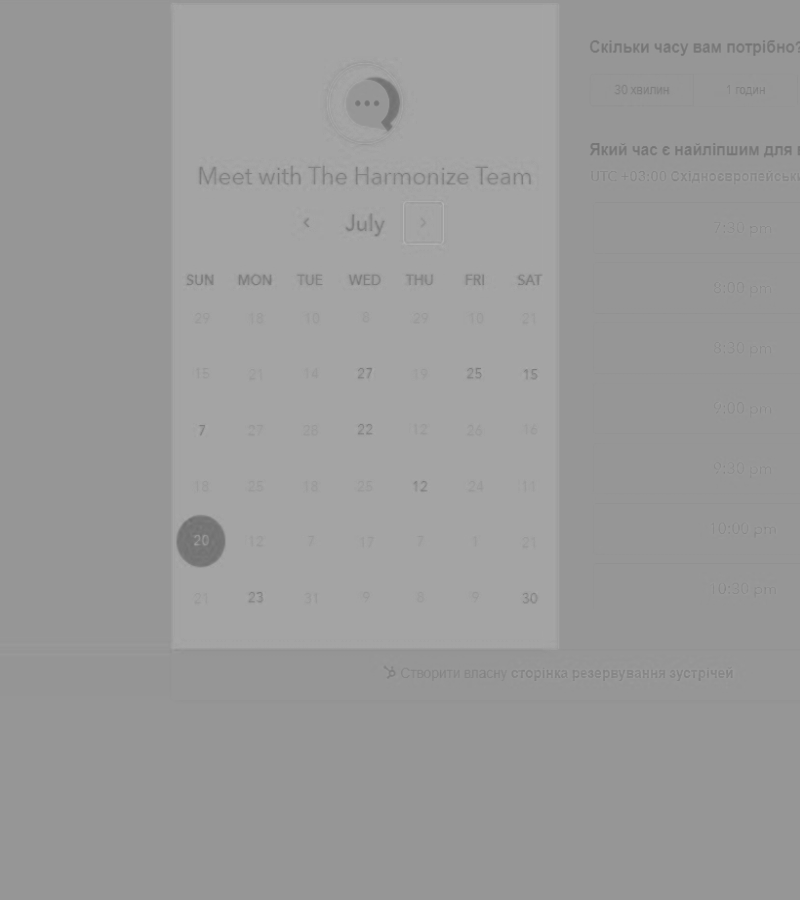 Meet with The Harmonize Team
July
SUN MON TUE WED THU FRI SAT
29 18 10 8 29 10 21
15 21 14 27 19 25 15
7 27 28 22 12 26 16
18 25 18 25 12 24 11
20 12 7 17 7 1 21
21 23 31 9 8 9 30
Скільки часу вам потрібно?
30 хвилин 1 годин
Який час є найліпшим для
UTC +03:00 Східноєвропейськи
7:30 pm
8:00 pm
8:30 pm
9:00 pm
9:30 pm
10:00 pm
10:30 pm
Створити власну сторінка резервування зустрічей